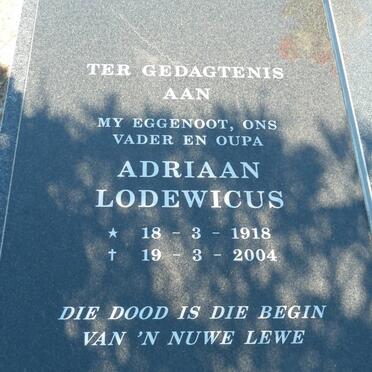 TER GEDAGTENIS
AAN
MY EGGENOOT, ONS
VADER EN OUPA
ADRIAAN
LODEWICUS
★ 18 - 3 - 1918
† 19 - 3 - 2004
DIE DOOD IS DIE BEGIN
VAN 'N NUWE LEWE